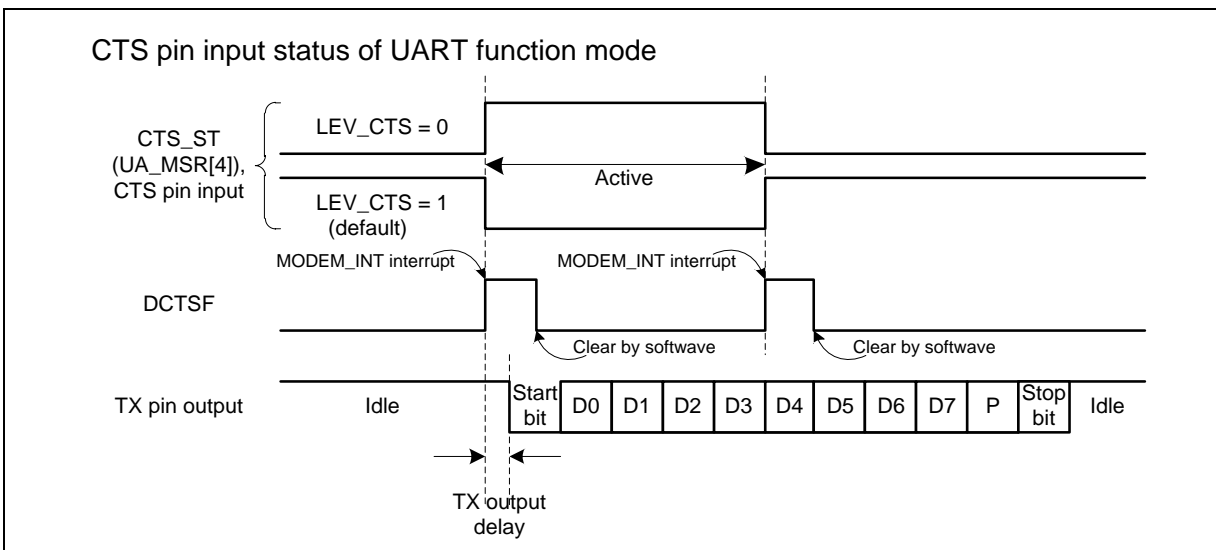 CTS pin input status of UART function mode
CTS_ST
(UA_MSR[4]),
CTS pin input
LEV_CTS = 0
Active
LEV_CTS = 1
(default)
MODEM_INT interrupt
MODEM_INT interrupt
DCTSF
Clear by softwave
Clear by softwave
TX pin output
Idle
Start
bit
D0
D1
D2
D3
D4
D5
D6
D7
P
Stop
bit
Idle
TX output
delay